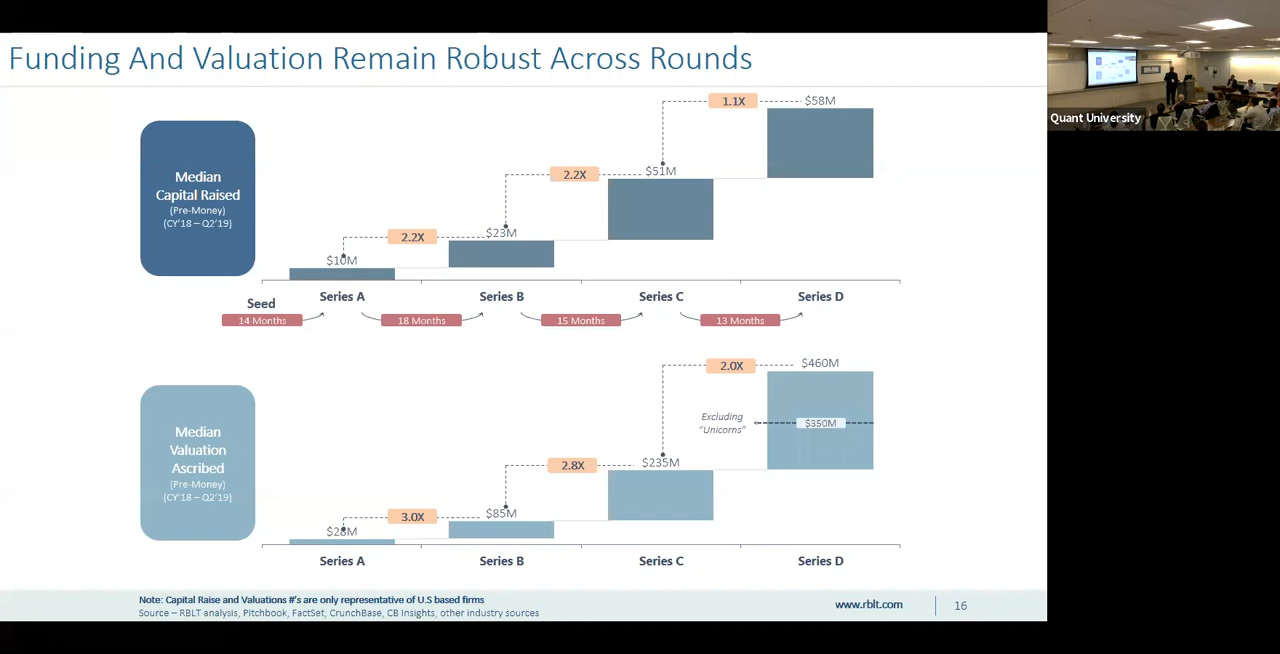 Funding And Valuation Remain Robust Across Rounds
Quant University
Median
Capital Raised
(Pre-Money)
(CY'18 – Q2'19)
$10M
2.2X
$23M
2.2X
$51M
1.1X
$58M
Seed
Series A
Series B
Series C
Series D
14 Months
18 Months
15 Months
13 Months
Median
Valuation
Ascribed
(Pre-Money)
(CY'18 – Q2'19)
$28M
3.0X
$85M
2.8X
$235M
2.0X
$460M
Excluding
"Unicorns"
$350M
Series A
Series B
Series C
Series D
Note: Capital Raise and Valuations #'s are only representative of U.S based firms
Source – RBLT analysis, Pitchbook, FactSet, CrunchBase, CB Insights, other industry sources
www.rblt.com
16